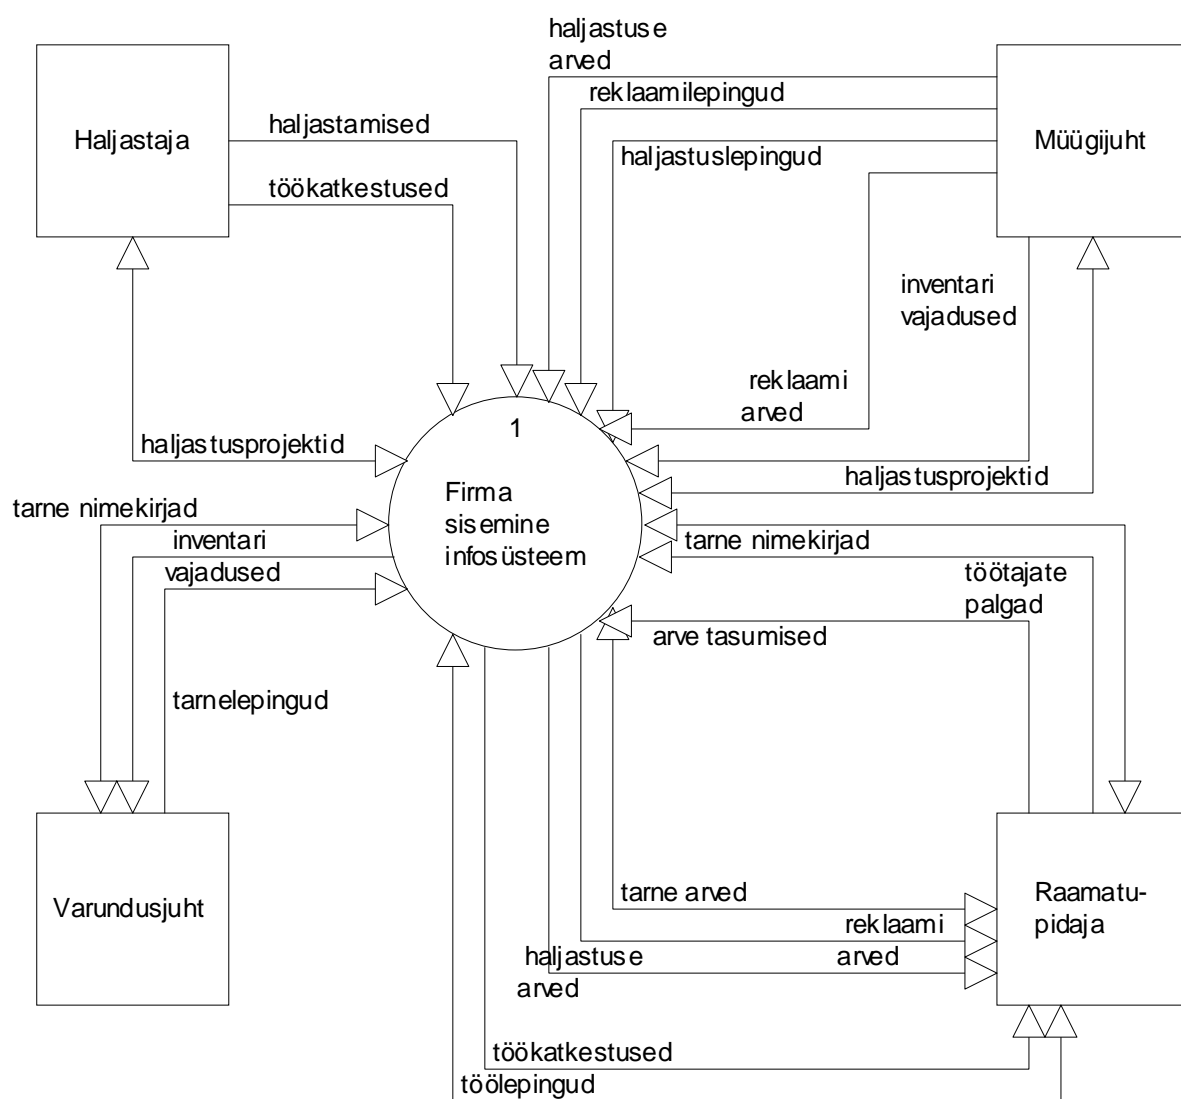 haljastuse
arved
reklaamilepingud
Haljastaja
haljastamised
Müügijuht
haljastuslepingud
töökatkestused
inventari
vajadused
reklaami
arved
1
haljastusprojektid
haljastusprojektid
Firma
sisemine
infosüsteem
tarne nimekirjad
inventari
vajadused
tarne nimekirjad
töötajate
palgad
arve tasumised
tarnelepingud
Varundusjuht
tarne arved
Raamatu-
pidaja
reklaami
arved
haljastuse
arved
töökatkestused
töölepingud